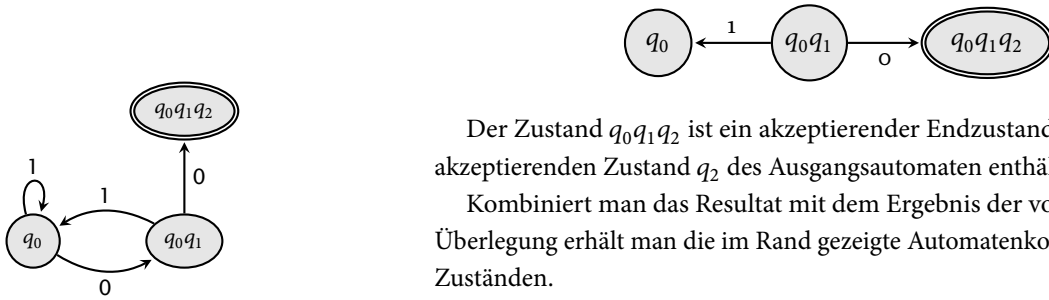 q₀q₁q₂
1
0
1
q₀
q₀q₁
0
q₀
1
q₀q₁
0
q₀q₁q₂
Der Zustand q₀q₁q₂ ist ein akzeptierender Endzustand
akzeptierenden Zustand q₂ des Ausgangsautomaten enthäl
Kombiniert man das Resultat mit dem Ergebnis der vo
Überlegung erhält man die im Rand gezeigte Automatenko
Zuständen.